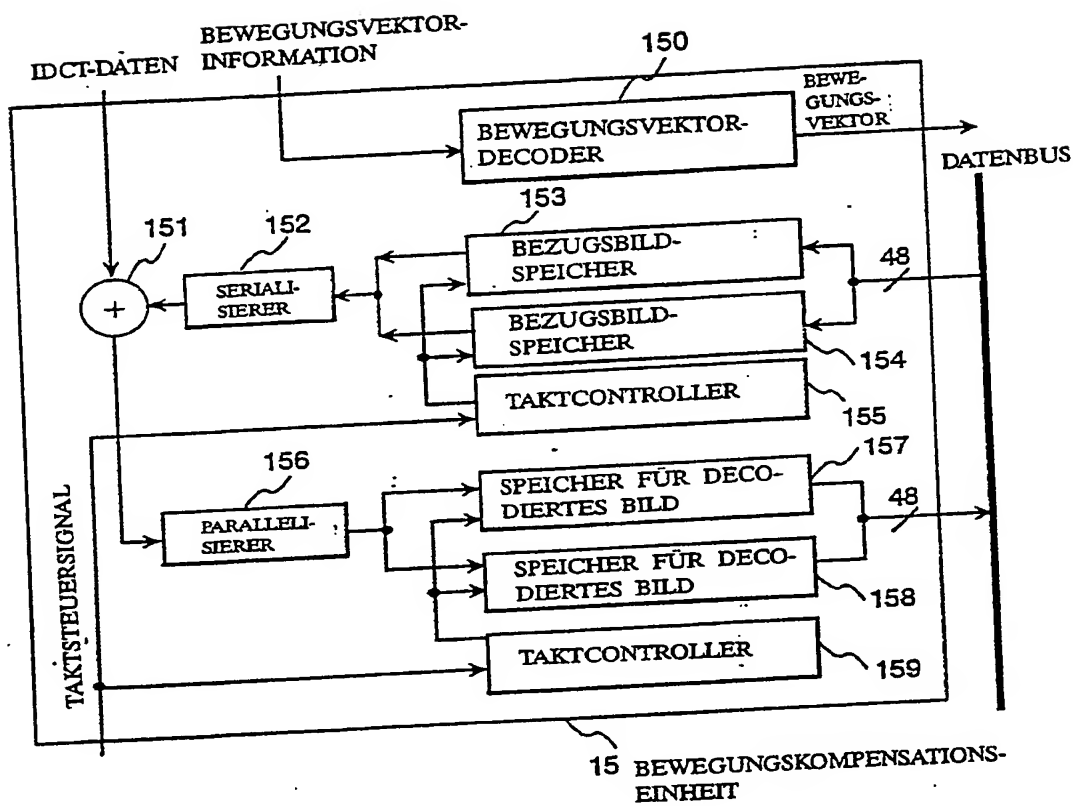 BEWEGUNGSVEKTOR-
INFORMATION
IDCT-DATEN
150
BEWE-
GUNGS-
VEKTOR
BEWEGUNGSVEKTOR-
DECODER
DATENBUS
151
152
153
BEZUGSBILD-
SPEICHER
48
SERIALI-
SIERER
+
BEZUGSBILD-
SPEICHER
154
TAKTCONTROLLER
155
156
157
SPEICHER FÜR DECO-
DIERTES BILD
48
PARALLELI-
SIERER
SPEICHER FÜR DECO-
DIERTES BILD
158
TAKTSTEUERSIGNAL
TAKTCONTROLLER
159
15 BEWEGUNGSKOMPENSATIONS-
EINHEIT